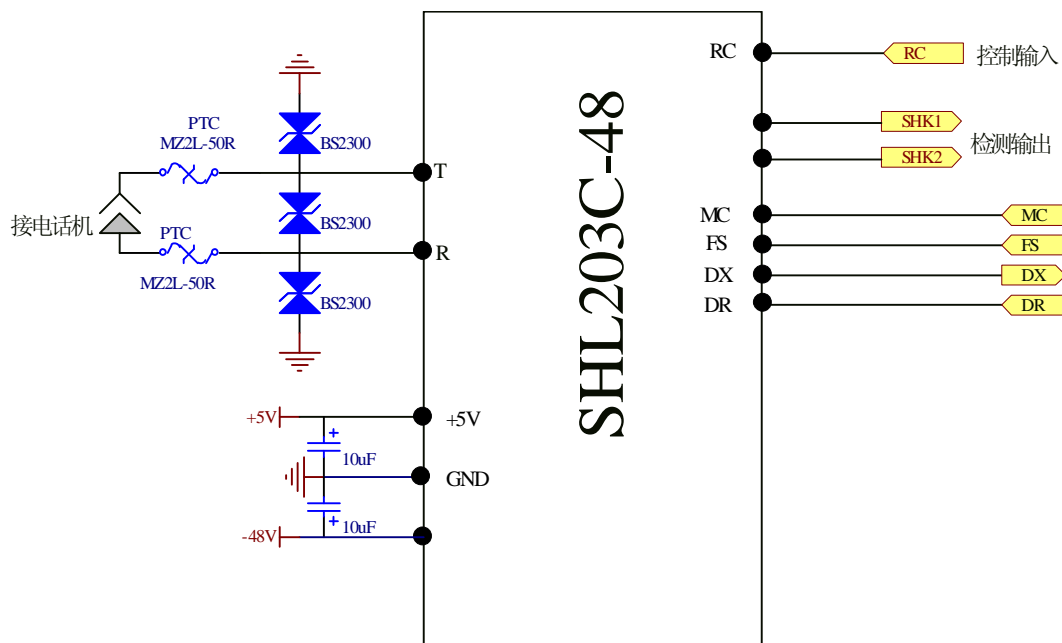 PTC
MZ2L-50R
BS2300
T
接电话机
BS2300
PTC
R
MZ2L-50R
BS2300
+5V
+5V
+
10uF
GND
10uF
+
-48V
SHL203C-48
RC
RC
控制输入
SHK1
检测输出
SHK2
MC
MC
FS
FS
DX
DX
DR
DR